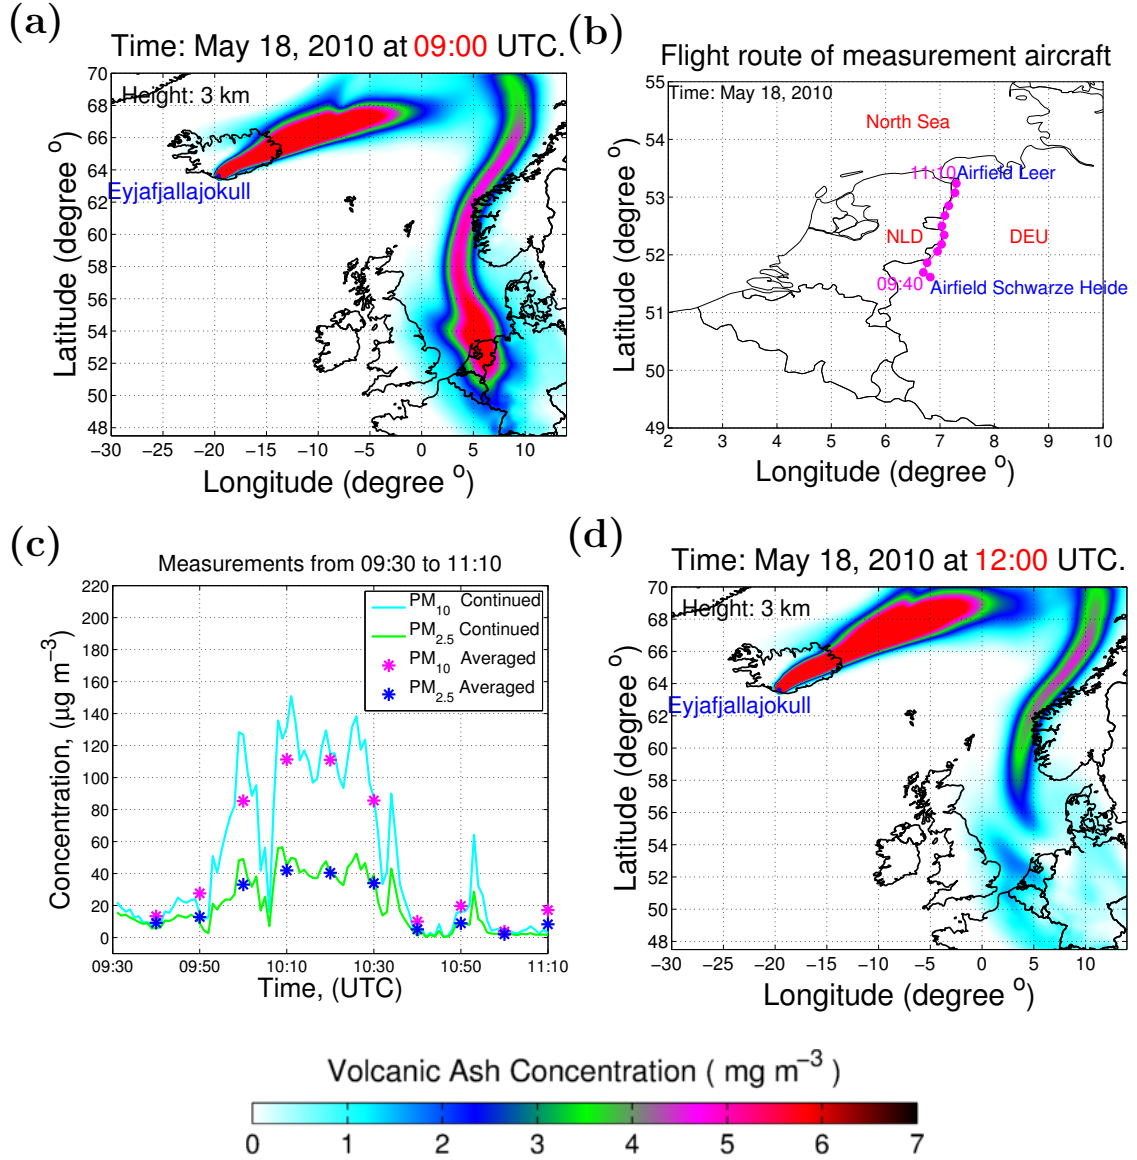 (a)
Time: May 18, 2010 at 09:00 UTC.
Height: 3 km
Eyjafjallajokull
Latitude (degree °)
70
68
66
64
62
60
58
56
54
52
50
48
−30 −25 −20 −15 −10 −5 0 5 10
Longitude (degree °)
(b)
Flight route of measurement aircraft
Time: May 18, 2010
North Sea
11:10 Airfield Leer
NLD DEU
09:40
Airfield Schwarze Heide
Latitude (degree °)
55
54
53
52
51
50
49
2 3 4 5 6 7 8 9 10
Longitude (degree °)
(c)
Measurements from 09:30 to 11:10
PM10 Continued
PM2.5 Continued
PM10 Averaged
PM2.5 Averaged
Concentration, (μg m−3)
220
200
180
160
140
120
100
80
60
40
20
0
09:30 09:50 10:10 10:30 10:50 11:10
Time, (UTC)
(d)
Time: May 18, 2010 at 12:00 UTC.
Height: 3 km
Eyjafjallajokull
Latitude (degree °)
70
68
66
64
62
60
58
56
54
52
50
48
−30 −25 −20 −15 −10 −5 0 5 10
Longitude (degree °)
Volcanic Ash Concentration ( mg m−3 )
0 1 2 3 4 5 6 7